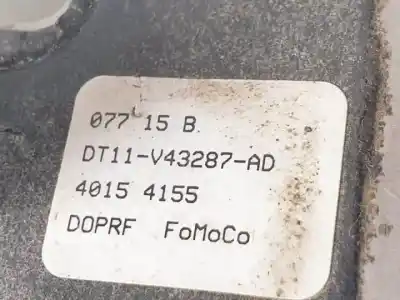 077 15 B
DT11-V43287-AD
4015 4155
DOPRF FoMoCo